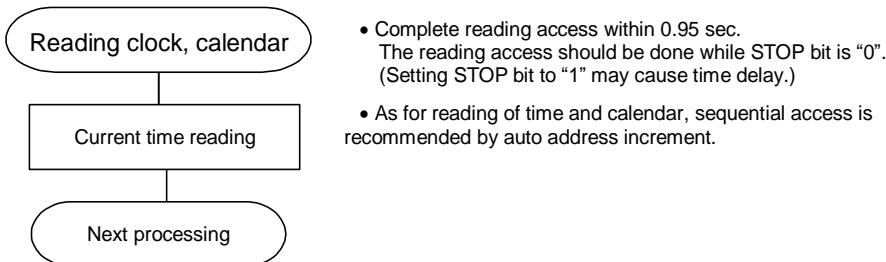 Reading clock, calendar
Current time reading
Next processing
• Complete reading access within 0.95 sec.
The reading access should be done while STOP bit is “0”.
(Setting STOP bit to “1” may cause time delay.)
• As for reading of time and calendar, sequential access is
recommended by auto address increment.